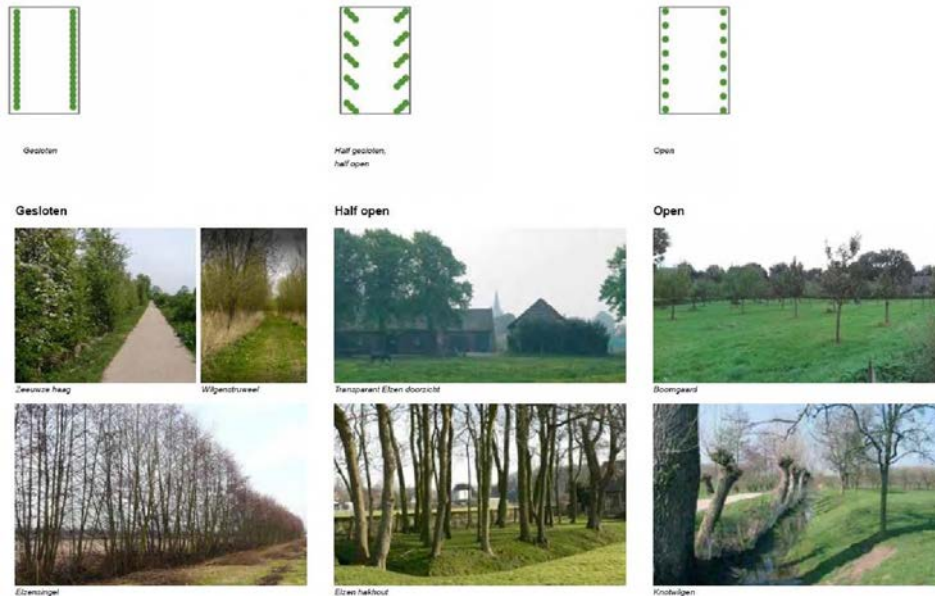 Gesloten
Half gesloten,
half open
Open
Gesloten
Half open
Open
Zeeuwze haag
Wilgenstruweel
Transparant Elzen doorzicht
Boomgaard
Elzensingel
Elzen hakhout
Knotwilgen